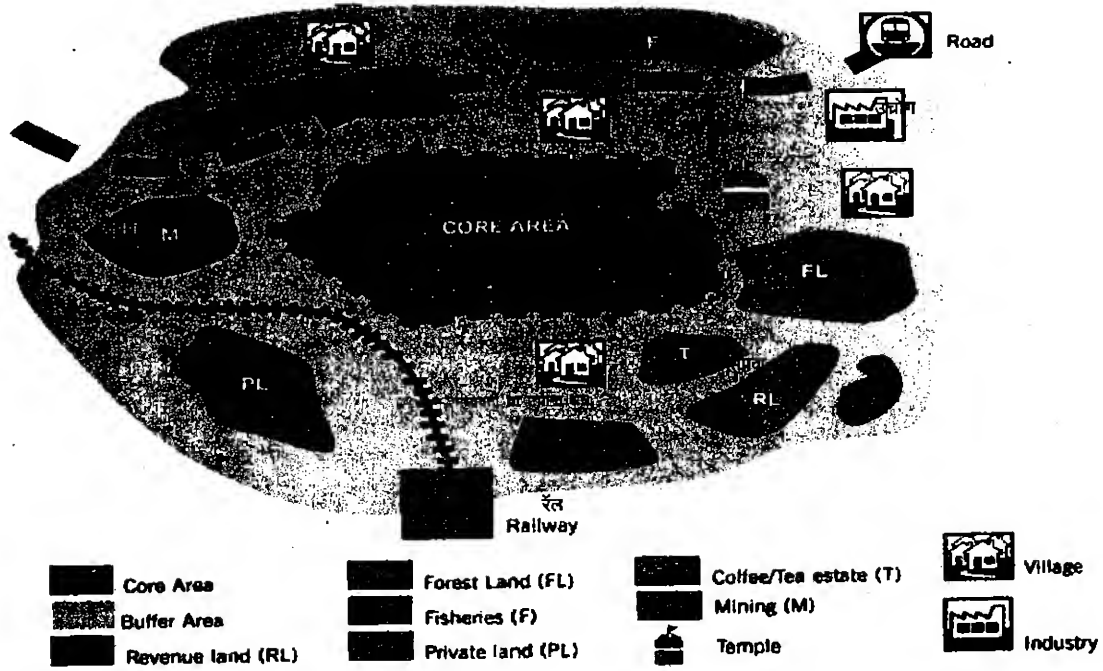 F
Road
उद्योग
CORE AREA
M
FL
T
PL
RL
रॅल
Railway
Core Area
Buffer Area
Revenue land (RL)
Forest Land (FL)
Fisheries (F)
Private land (PL)
Coffee/Tea estate (T)
Mining (M)
Temple
Village
Industry